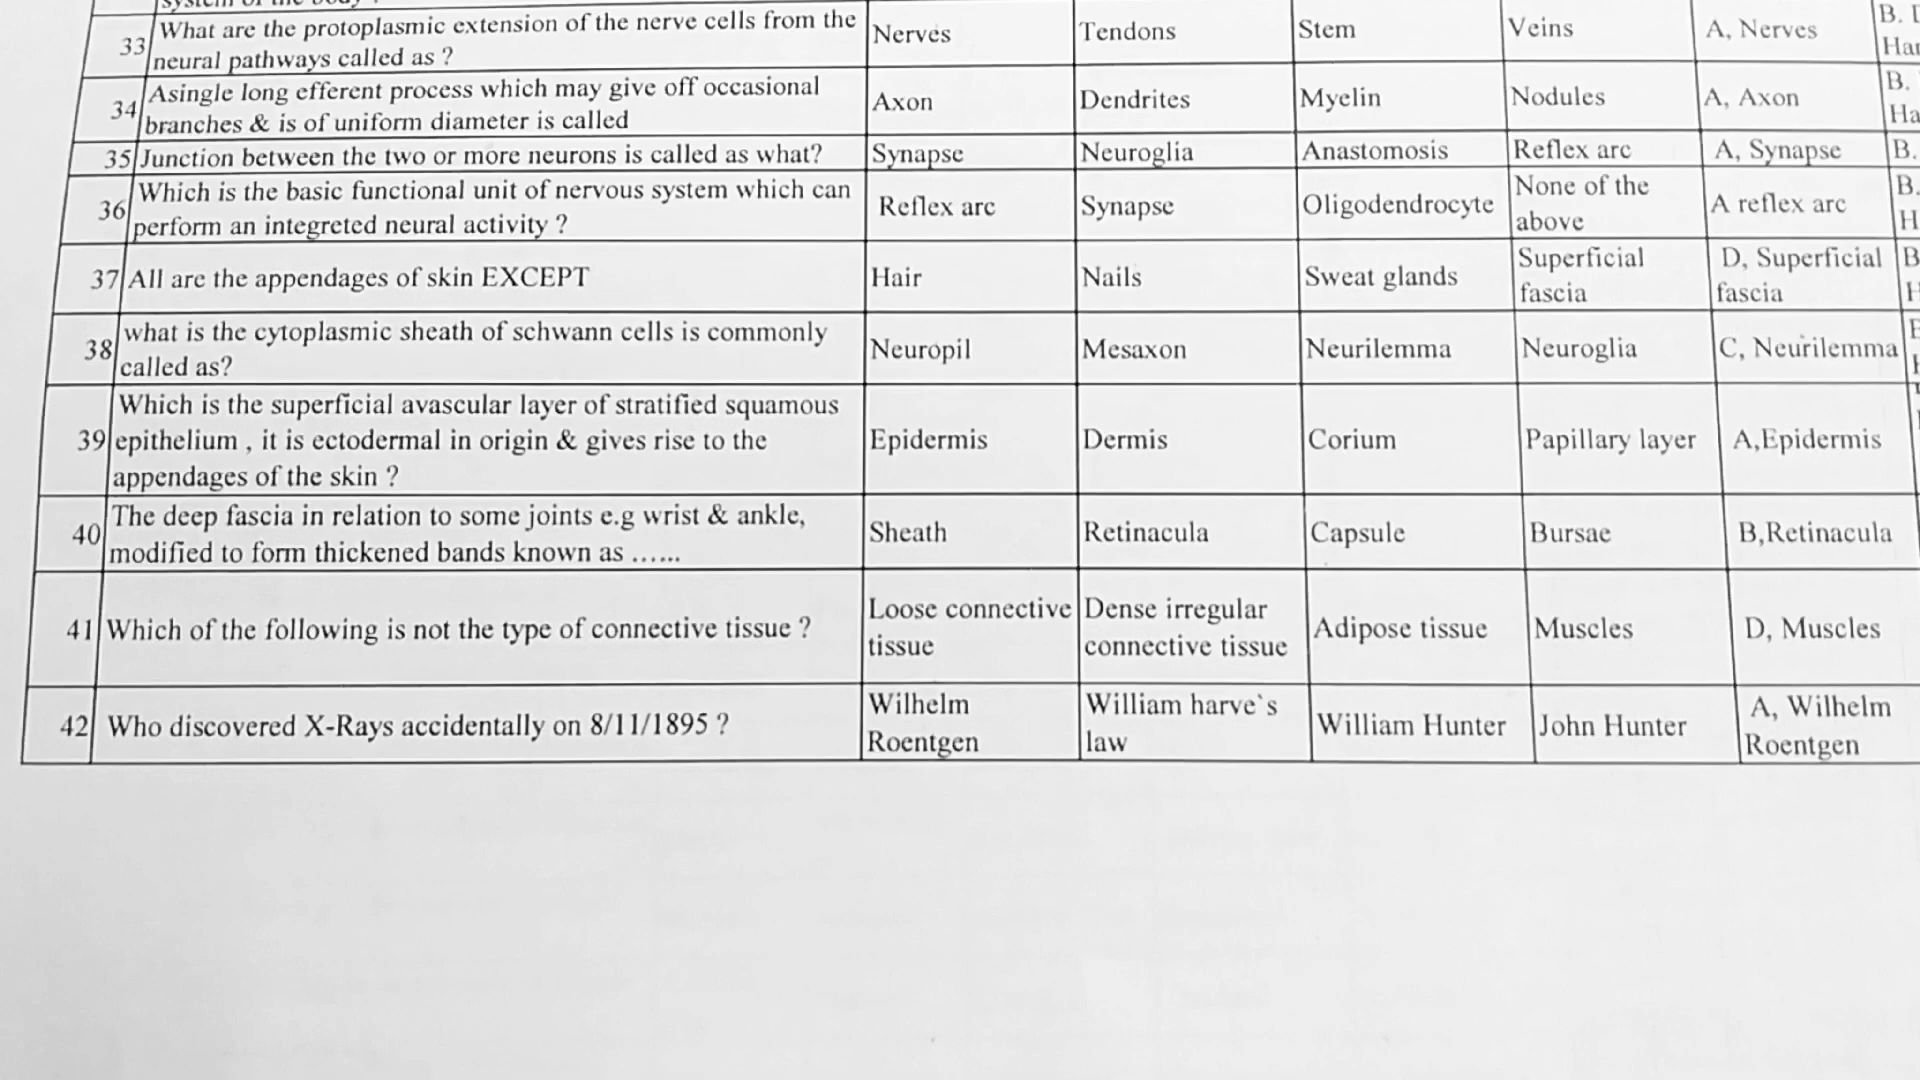 system of the body ?
33 What are the protoplasmic extension of the nerve cells from the neural pathways called as ? Nerves Tendons Stem Veins A, Nerves B.
34 Asingle long efferent process which may give off occasional branches & is of uniform diameter is called Axon Dendrites Myelin Nodules A, Axon B.
35 Junction between the two or more neurons is called as what? Synapse Neuroglia Anastomosis Reflex arc A, Synapse B.
36 Which is the basic functional unit of nervous system which can perform an integreted neural activity ? Reflex arc Synapse Oligodendrocyte None of the above A reflex arc B.
37 All are the appendages of skin EXCEPT Hair Nails Sweat glands Superficial fascia D, Superficial fascia B
38 what is the cytoplasmic sheath of schwann cells is commonly called as? Neuropil Mesaxon Neurilemma Neuroglia C, Neurilemma
39 Which is the superficial avascular layer of stratified squamous epithelium , it is ectodermal in origin & gives rise to the appendages of the skin ? Epidermis Dermis Corium Papillary layer A,Epidermis
40 The deep fascia in relation to some joints e.g wrist & ankle, modified to form thickened bands known as ...... Sheath Retinacula Capsule Bursae B,Retinacula
41 Which of the following is not the type of connective tissue ? Loose connective tissue Dense irregular connective tissue Adipose tissue Muscles D, Muscles
42 Who discovered X-Rays accidentally on 8/11/1895 ? Wilhelm Roentgen William harve`s law William Hunter John Hunter A, Wilhelm Roentgen